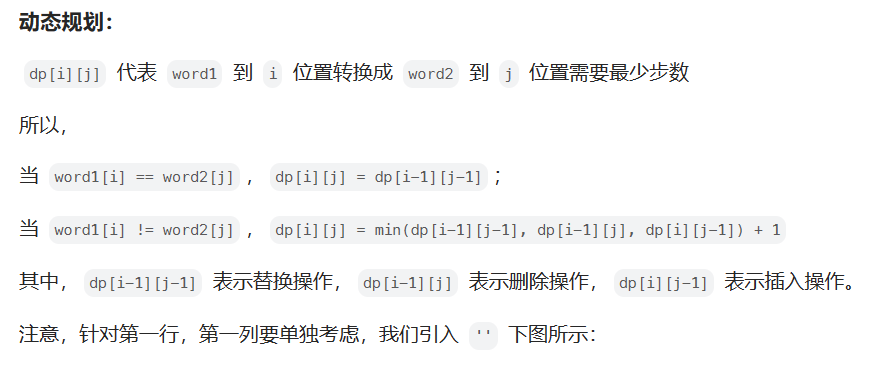 动态规划：
dp[i][j] 代表 word1 到 i 位置转换成 word2 到 j 位置需要最少步数
所以，
当 word1[i] == word2[j]，dp[i][j] = dp[i-1][j-1]；
当 word1[i] != word2[j]，dp[i][j] = min(dp[i-1][j-1], dp[i-1][j], dp[i][j-1]) + 1
其中，dp[i-1][j-1] 表示替换操作，dp[i-1][j] 表示删除操作，dp[i][j-1] 表示插入操作。
注意，针对第一行，第一列要单独考虑，我们引入 '' 下图所示：